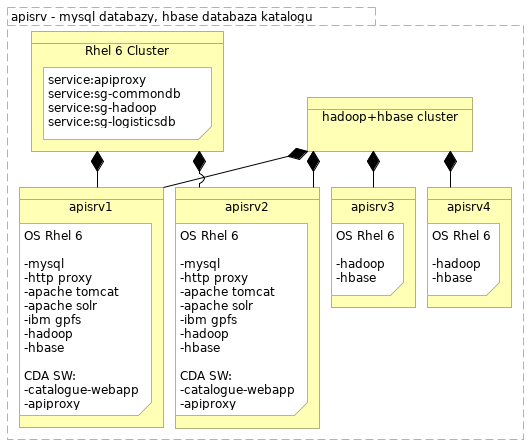 apisrv - mysql databazy, hbase databaza katalogu
Rhel 6 Cluster
service:apiproxy
service:sg-commondb
service:sg-hadoop
service:sg-logisticsdb
hadoop+hbase cluster
apisrv1
OS Rhel 6
-mysql
-http proxy
-apache tomcat
-apache solr
-ibm gpfs
-hadoop
-hbase
CDA SW:
-catalogue-webapp
-apiproxy
apisrv2
OS Rhel 6
-mysql
-http proxy
-apache tomcat
-apache solr
-ibm gpfs
-hadoop
-hbase
CDA SW:
-catalogue-webapp
-apiproxy
apisrv3
OS Rhel 6
-hadoop
-hbase
apisrv4
OS Rhel 6
-hadoop
-hbase